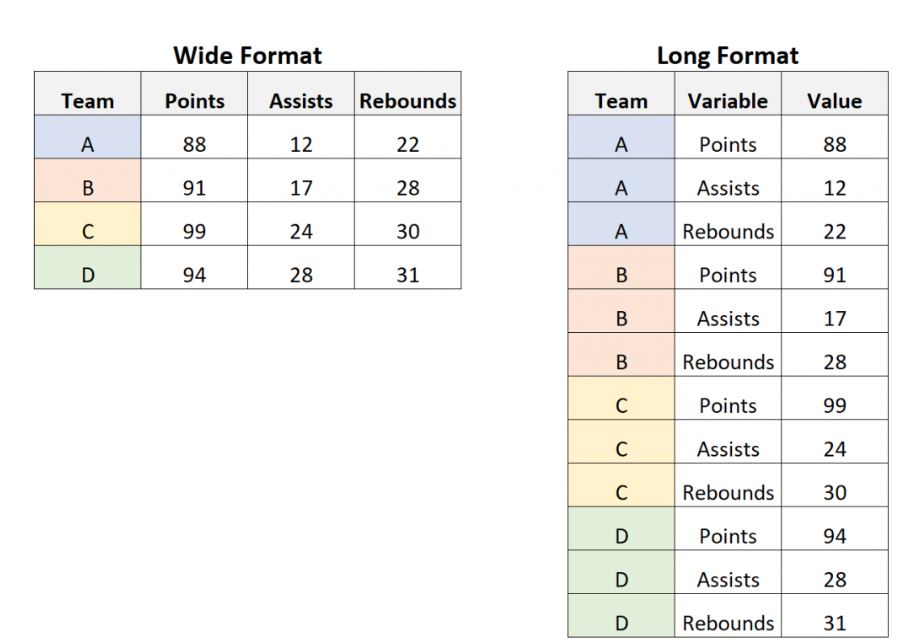 Wide Format
Team Points Assists Rebounds
A 88 12 22
B 91 17 28
C 99 24 30
D 94 28 31
Long Format
Team Variable Value
A Points 88
A Assists 12
A Rebounds 22
B Points 91
B Assists 17
B Rebounds 28
C Points 99
C Assists 24
C Rebounds 30
D Points 94
D Assists 28
D Rebounds 31